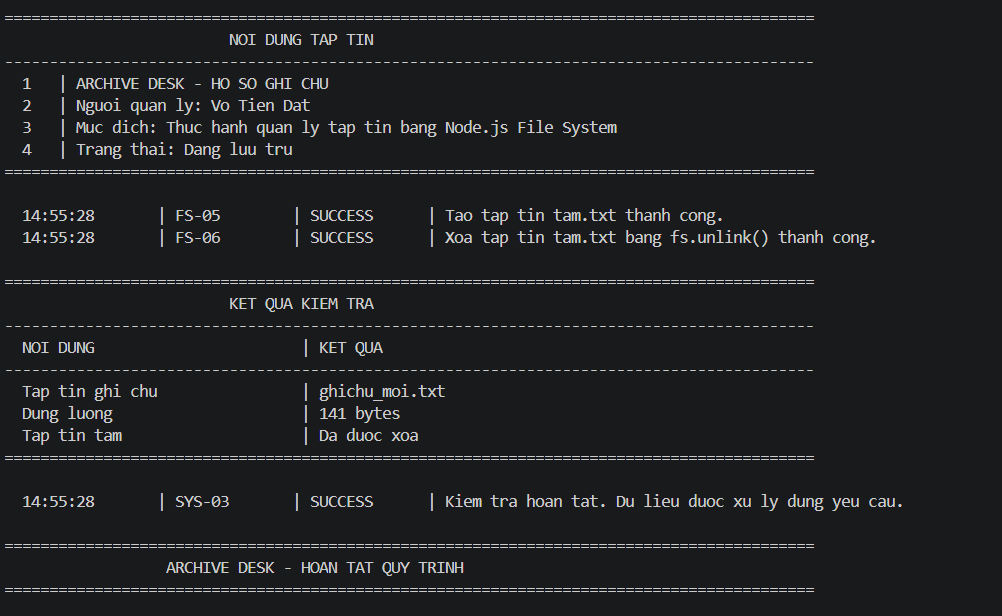 ==========================================================================================
NOI DUNG TAP TIN
------------------------------------------------------------------------------------------
1 | ARCHIVE DESK - HO SO GHI CHU
2 | Nguoi quan ly: Vo Tien Dat
3 | Muc dich: Thuc hanh quan ly tap tin bang Node.js File System
4 | Trang thai: Dang luu tru
==========================================================================================
14:55:28 | FS-05 | SUCCESS | Tao tap tin tam.txt thanh cong.
14:55:28 | FS-06 | SUCCESS | Xoa tap tin tam.txt bang fs.unlink() thanh cong.
==========================================================================================
KET QUA KIEM TRA
------------------------------------------------------------------------------------------
NOI DUNG | KET QUA
------------------------------------------------------------------------------------------
Tap tin ghi chu | ghichu_moi.txt
Dung luong | 141 bytes
Tap tin tam | Da duoc xoa
==========================================================================================
14:55:28 | SYS-03 | SUCCESS | Kiem tra hoan tat. Du lieu duoc xu ly dung yeu cau.
==========================================================================================
ARCHIVE DESK - HOAN TAT QUY TRINH
==========================================================================================